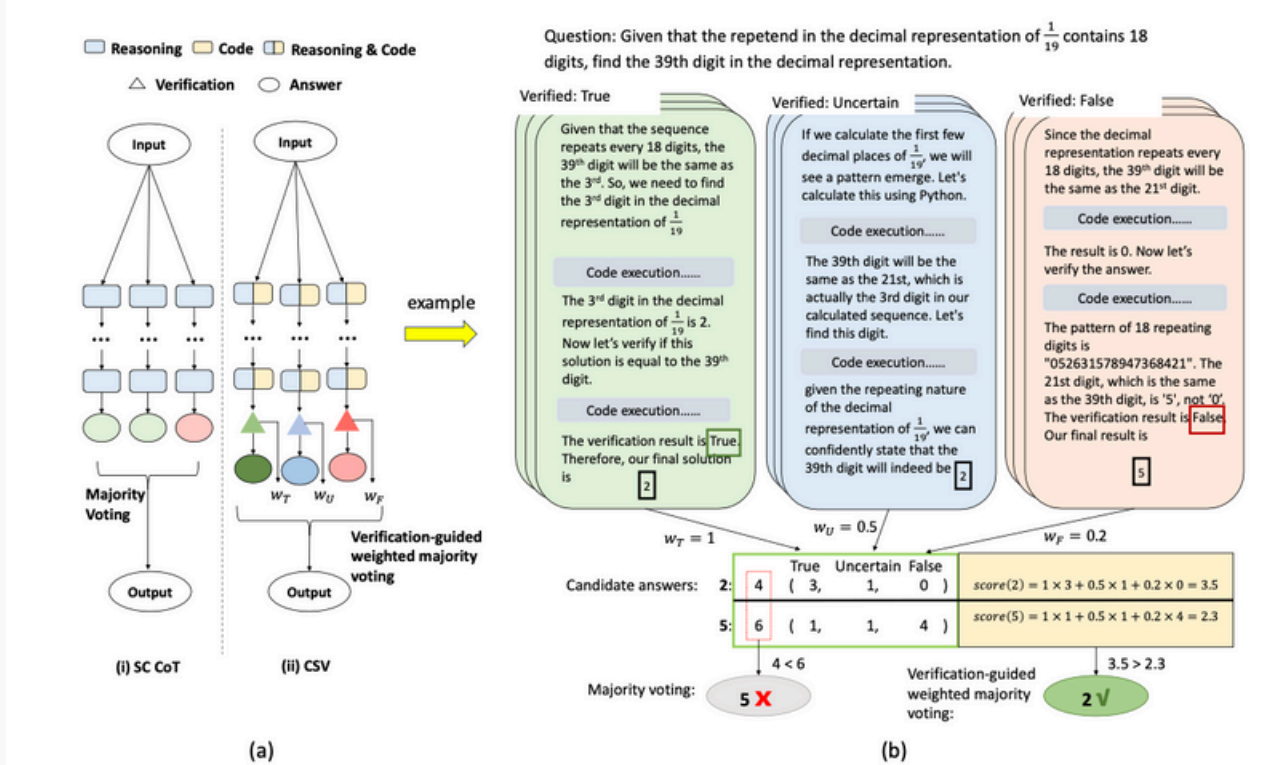 Reasoning
Code
Reasoning & Code
Verification
Answer
Input
Input
...
...
...
...
...
...
w_T
w_U
w_F
Majority
Voting
Verification-guided
weighted majority
voting
Output
Output
(i) SC CoT
(ii) CSV
(a)
example
Question: Given that the repetend in the decimal representation of 1/19 contains 18
digits, find the 39th digit in the decimal representation.
Verified: True
Given that the sequence
repeats every 18 digits, the
39th digit will be the same as
the 3rd. So, we need to find
the 3rd digit in the decimal
representation of 1/19
Code execution......
The 3rd digit in the decimal
representation of 1/19 is 2.
Now let's verify if this
solution is equal to the 39th
digit.
Code execution......
The verification result is True.
Therefore, our final solution
is
2
Verified: Uncertain
If we calculate the first few
decimal places of 1/19, we will
see a pattern emerge. Let's
calculate this using Python.
Code execution......
The 39th digit will be the
same as the 21st, which is
actually the 3rd digit in our
calculated sequence. Let's
find this digit.
Code execution......
given the repeating nature
of the decimal
representation of 1/19, we can
confidently state that the
39th digit will indeed be 2
Verified: False
Since the decimal
representation repeats every
18 digits, the 39th digit will be
the same as the 21st digit.
Code execution......
The result is 0. Now let's
verify the answer.
Code execution......
The pattern of 18 repeating
digits is
"052631578947368421". The
21st digit, which is the same
as the 39th digit, is '5', not '0'.
The verification result is False.
Our final result is
5
w_T = 1
w_U = 0.5
w_F = 0.2
True Uncertain False
Candidate answers: 2: 4 ( 3, 1, 0 ) score(2) = 1 × 3 + 0.5 × 1 + 0.2 × 0 = 3.5
5: 6 ( 1, 1, 4 ) score(5) = 1 × 1 + 0.5 × 1 + 0.2 × 4 = 2.3
4 < 6
3.5 > 2.3
Majority voting:
5 X
Verification-guided
weighted majority
voting:
2 √
(b)